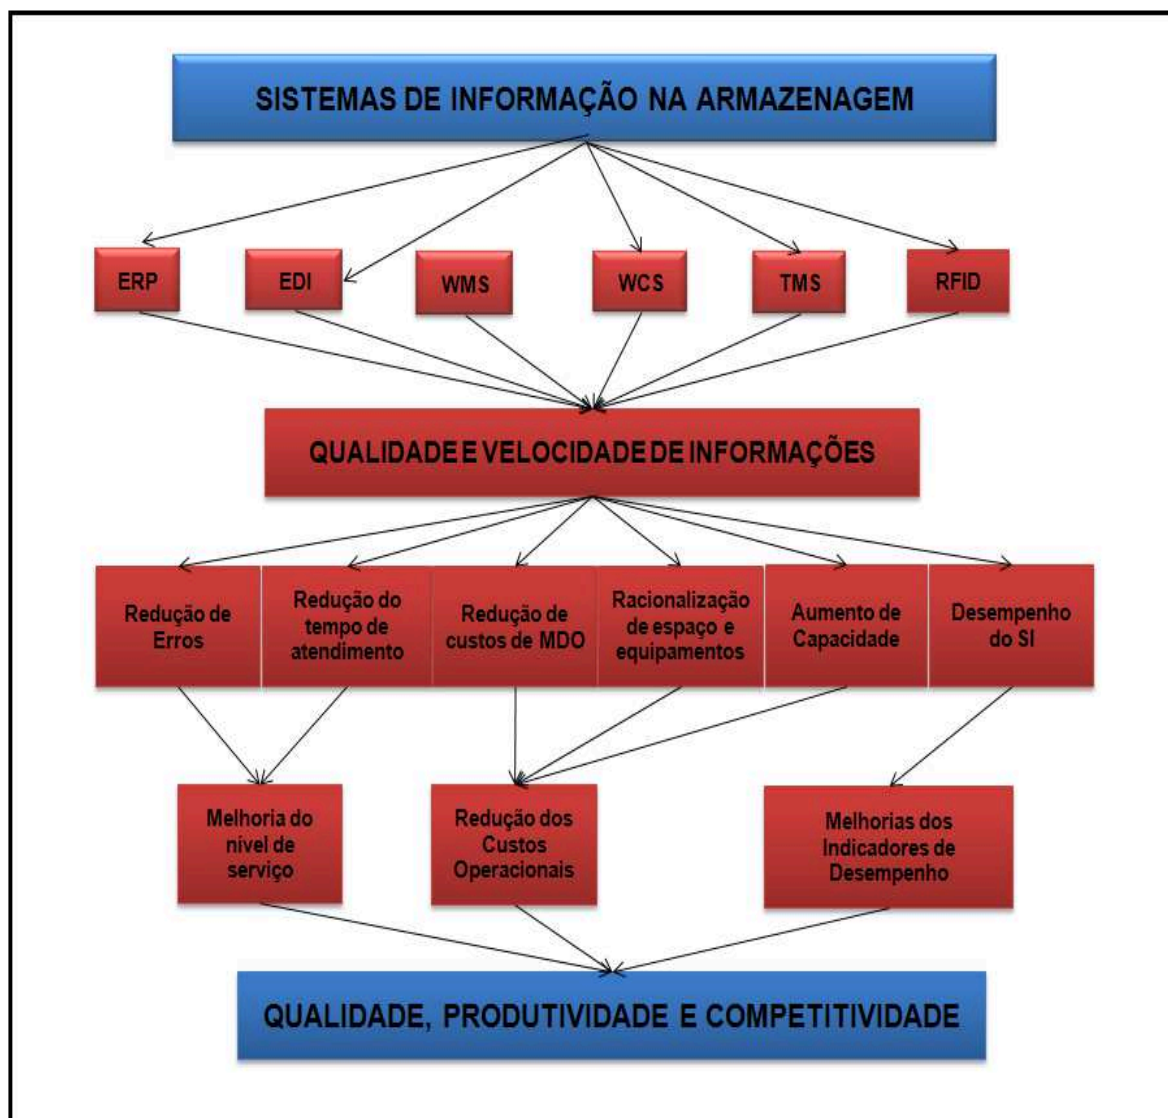 SISTEMAS DE INFORMAÇÃO NA ARMAZENAGEM
ERP
EDI
WMS
WCS
TMS
RFID
QUALIDADE E VELOCIDADE DE INFORMAÇÕES
Redução de
Erros
Redução do
tempo de
atendimento
Redução de
custos de MDO
Racionalização
de espaço e
equipamentos
Aumento de
Capacidade
Desempenho
do SI
Melhoria do
nivel de
serviço
Redução dos
Custos
Operacionais
Melhorias dos
Indicadores de
Desempenho
QUALIDADE, PRODUTIVIDADE E COMPETITIVIDADE